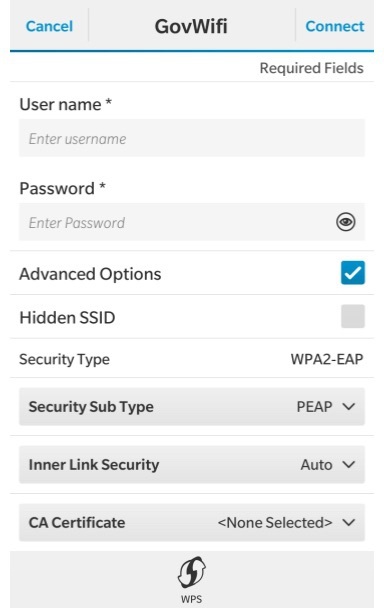 Cancel GovWifi Connect
Required Fields
User name *
Enter username
Password *
Enter Password
Advanced Options
Hidden SSID
Security Type WPA2-EAP
Security Sub Type PEAP
Inner Link Security Auto
CA Certificate <None Selected>
WPS